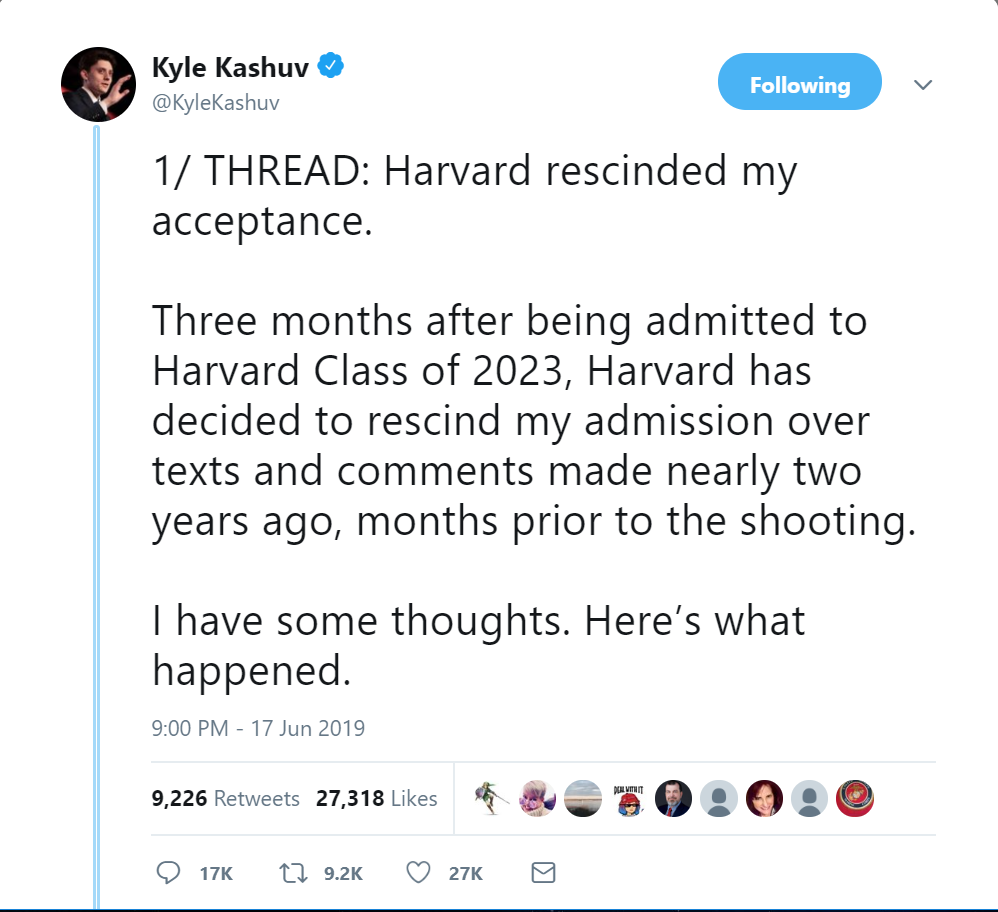 Kyle Kashuv
@KyleKashuv
Following
1/ THREAD: Harvard rescinded my
acceptance.
Three months after being admitted to
Harvard Class of 2023, Harvard has
decided to rescind my admission over
texts and comments made nearly two
years ago, months prior to the shooting.
I have some thoughts. Here’s what
happened.
9:00 PM - 17 Jun 2019
9,226 Retweets 27,318 Likes
DEAL WITH IT
17K 9.2K 27K